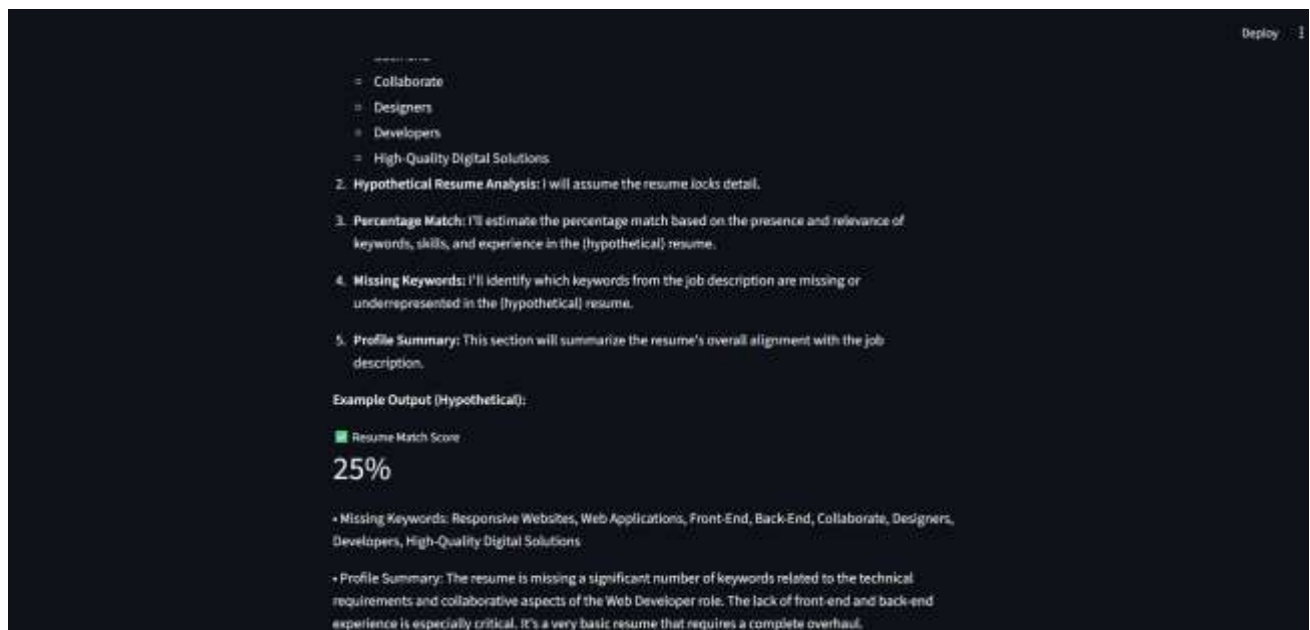 Deploy
Collaborate
Designers
Developers
High-Quality Digital Solutions
2. Hypothetical Resume Analysis: I will assume the resume locks detail.
3. Percentage Match: I'll estimate the percentage match based on the presence and relevance of
keywords, skills, and experience in the (hypothetical) resume.
4. Missing Keywords: I'll identify which keywords from the job description are missing or
underrepresented in the (hypothetical) resume.
5. Profile Summary: This section will summarize the resume's overall alignment with the job
description.
Example Output (Hypothetical):
✅ Resume Match Score
25%
• Missing Keywords: Responsive Websites, Web Applications, Front-End, Back-End, Collaborate, Designers,
Developers, High-Quality Digital Solutions
• Profile Summary: The resume is missing a significant number of keywords related to the technical
requirements and collaborative aspects of the Web Developer role. The lack of front-end and back-end
experience is especially critical. It's a very basic resume that requires a complete overhaul.